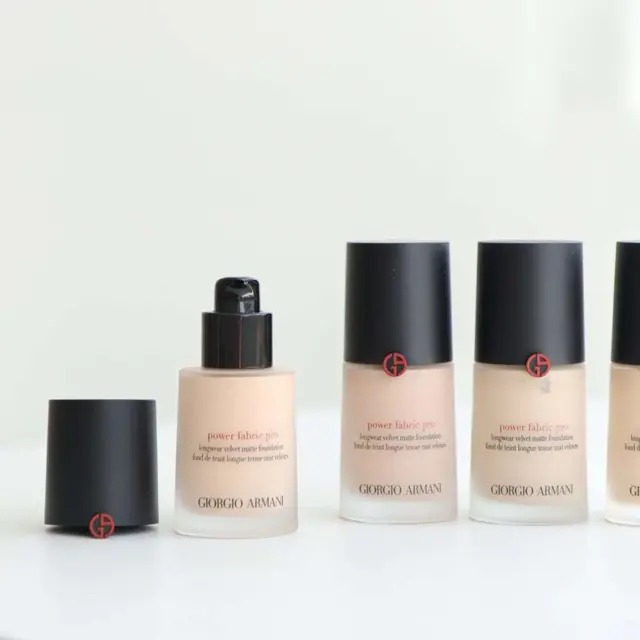 power fabric pro
longwear velvet matte foundation
fond de teint longue tenue mat velours
GIORGIO ARMANI
power fabric pro
longwear velvet matte foundation
fond de teint longue tenue mat velours
GIORGIO ARMANI
power fabric pro
longwear velvet matte foundation
fond de teint longue tenue mat velours
GIORGIO ARMANI